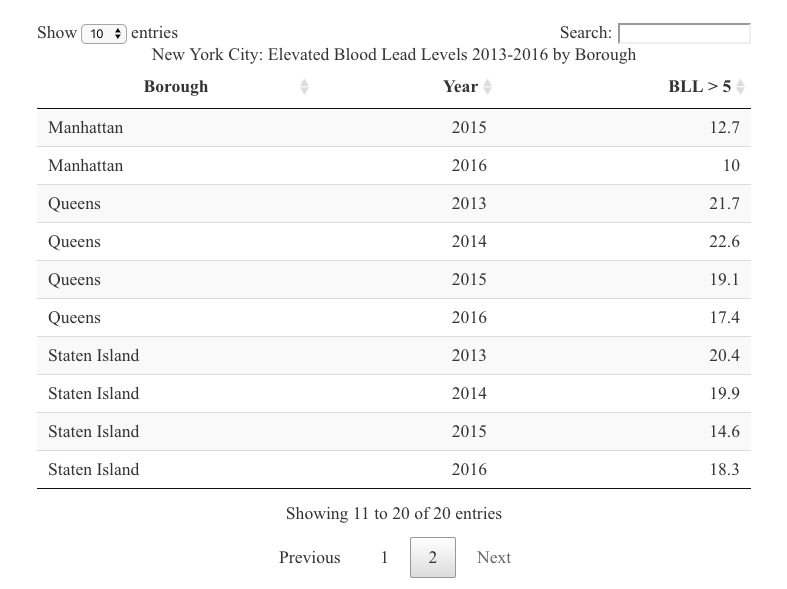 Show 10 entries Search:
New York City: Elevated Blood Lead Levels 2013-2016 by Borough
Borough Year BLL > 5
Manhattan 2015 12.7
Manhattan 2016 10
Queens 2013 21.7
Queens 2014 22.6
Queens 2015 19.1
Queens 2016 17.4
Staten Island 2013 20.4
Staten Island 2014 19.9
Staten Island 2015 14.6
Staten Island 2016 18.3
Showing 11 to 20 of 20 entries
Previous 1 2 Next